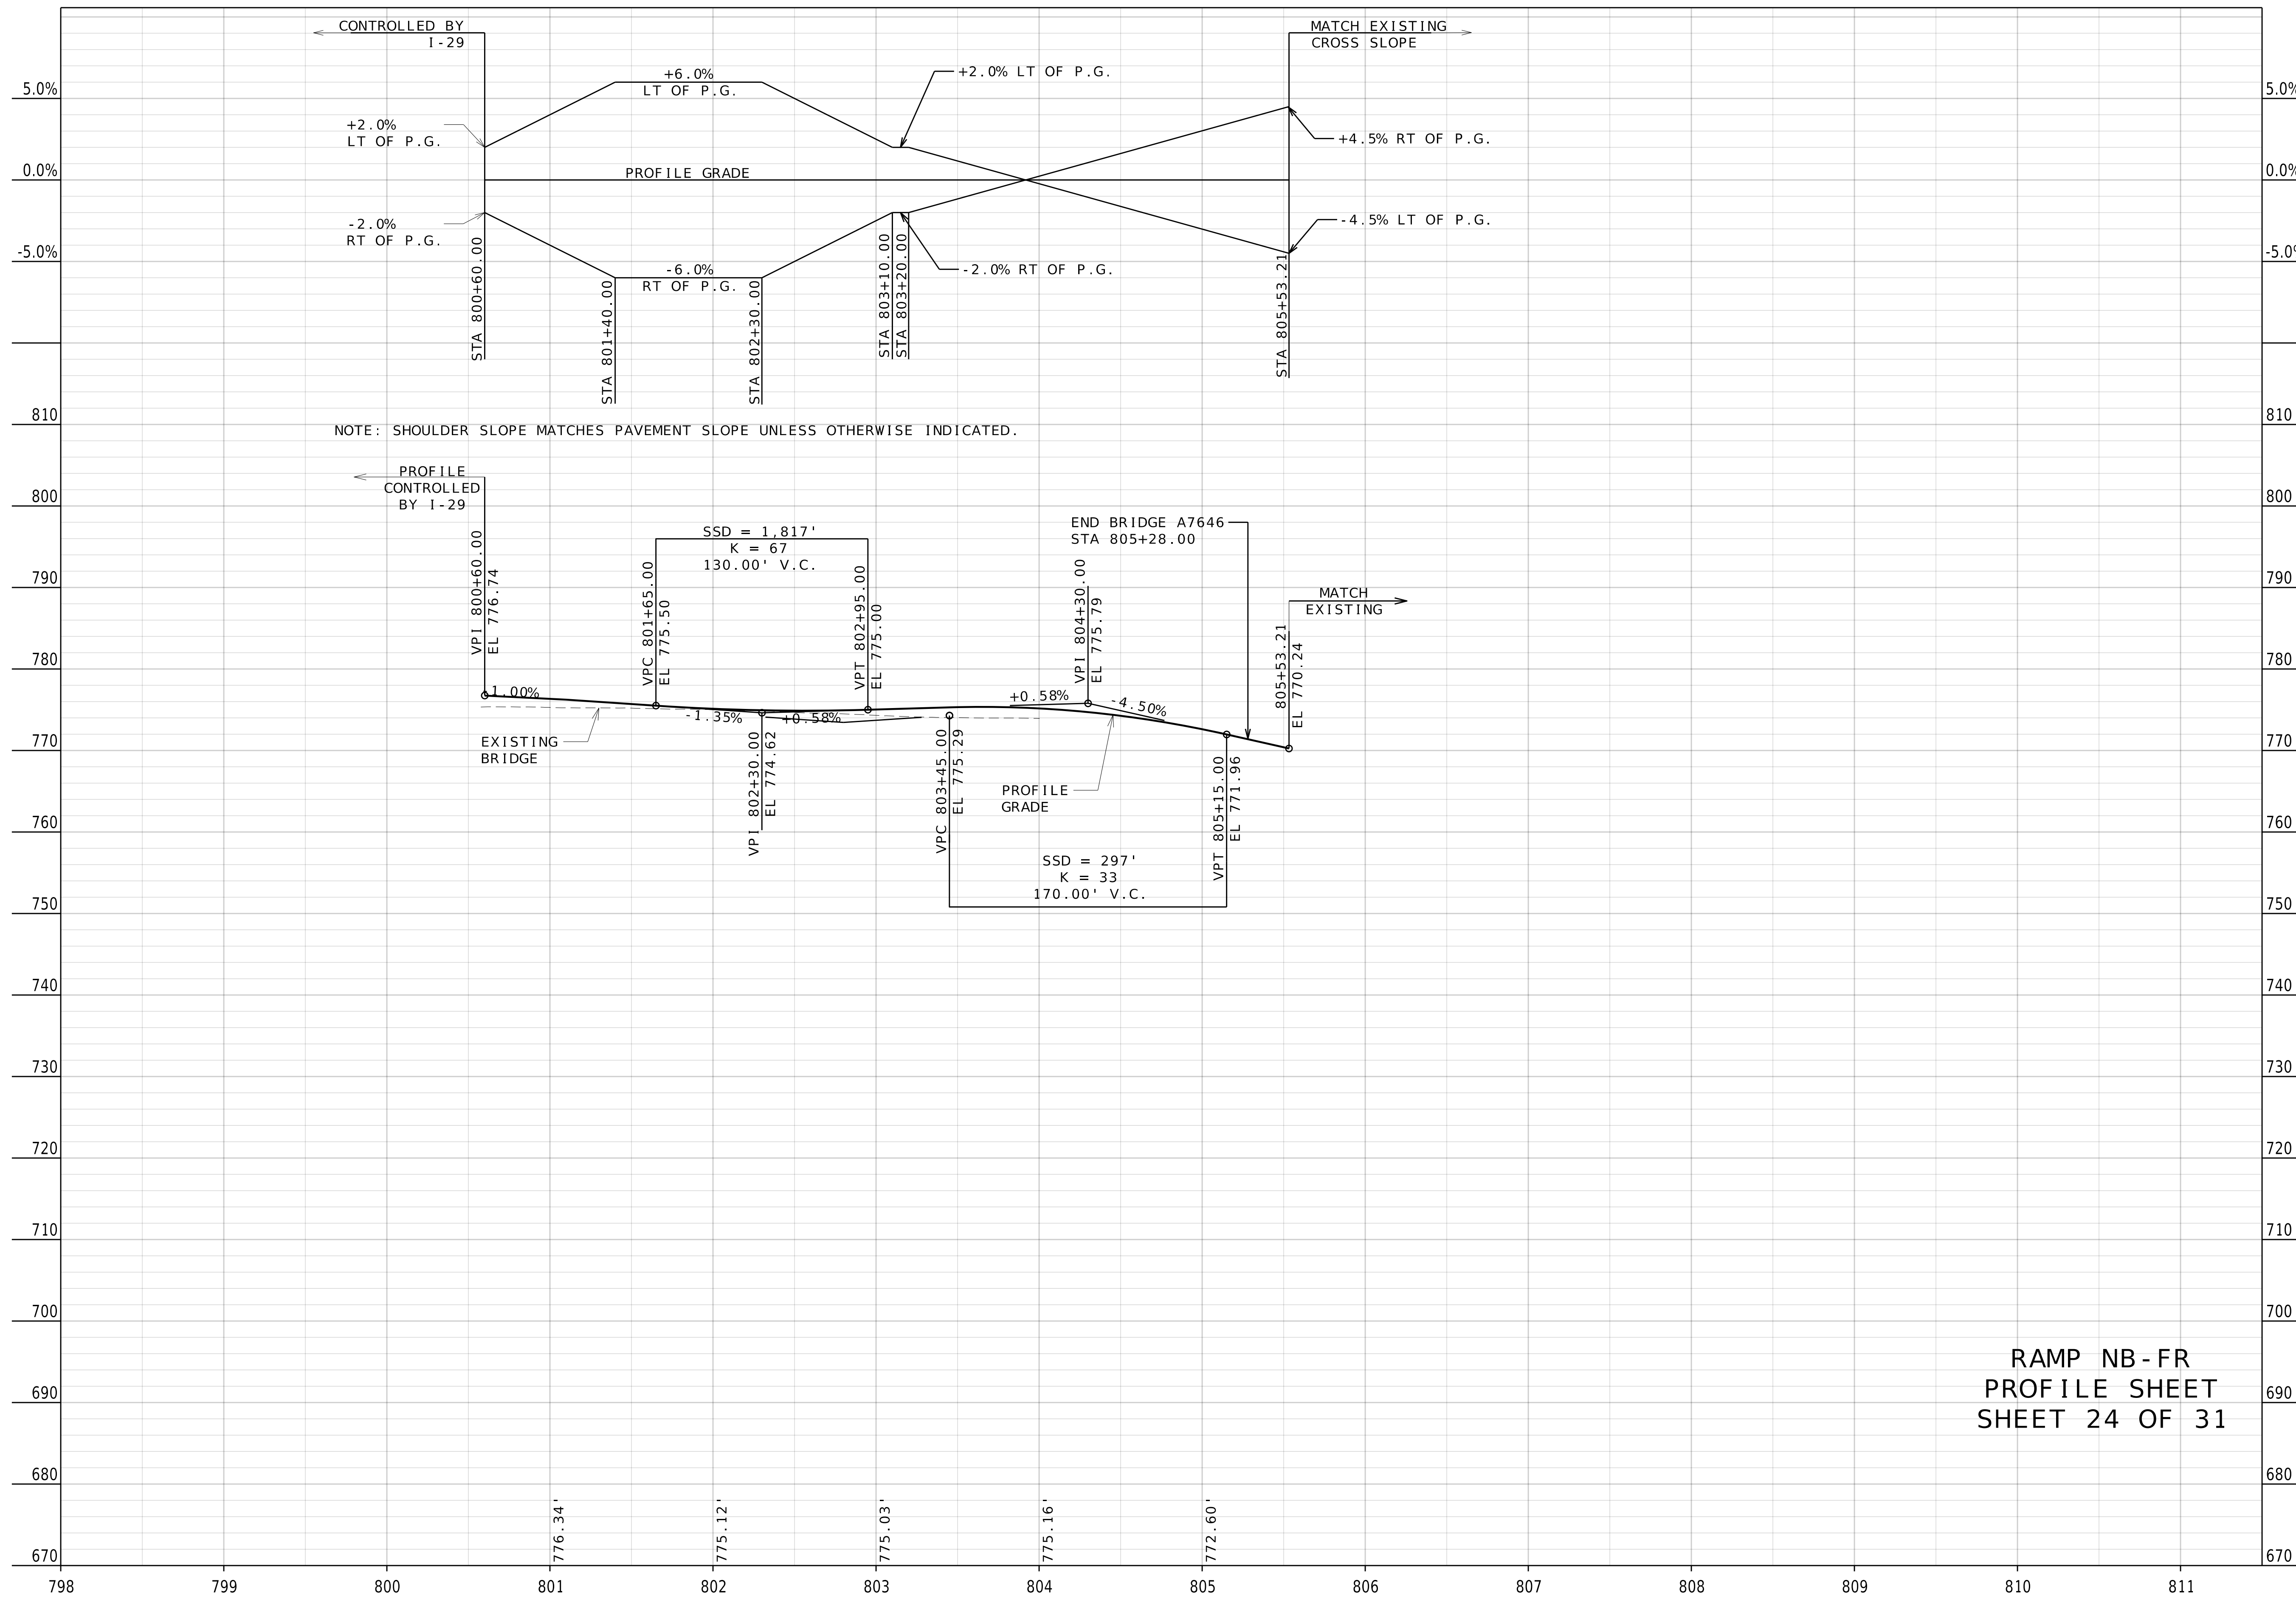 CONTROLLED BY
I-29
MATCH EXISTING
CROSS SLOPE
+6.0%
LT OF P.G.
+2.0% LT OF P.G.
5.0%
5.0%
+2.0%
LT OF P.G.
+4.5% RT OF P.G.
0.0%
PROFILE GRADE
0.0%
-2.0%
RT OF P.G.
-4.5% LT OF P.G.
-5.0%
-5.0%
-6.0%
RT OF P.G.
-2.0% RT OF P.G.
STA 800+60.00
STA 801+40.00
STA 802+30.00
STA 803+10.00
STA 803+20.00
STA 805+53.21
810
810
NOTE: SHOULDER SLOPE MATCHES PAVEMENT SLOPE UNLESS OTHERWISE INDICATED.
PROFILE
CONTROLLED
BY I-29
800
800
SSD = 1,817'
K = 67
130.00' V.C.
END BRIDGE A7646
STA 805+28.00
VPI 800+60.00
EL 776.74
VPC 801+65.00
EL 775.50
VPT 802+95.00
EL 775.00
VPI 804+30.00
EL 775.79
790
790
MATCH
EXISTING
805+53.21
EL 770.24
780
780
1.00%
-1.35%
+0.58%
+0.58%
-4.50%
EXISTING
BRIDGE
770
770
VPI 802+30.00
EL 774.62
VPC 803+45.00
EL 775.29
PROFILE
GRADE
VPT 805+15.00
EL 771.96
760
760
SSD = 297'
K = 33
170.00' V.C.
750
750
740
740
730
730
720
720
710
710
700
700
RAMP NB-FR
PROFILE SHEET
SHEET 24 OF 31
690
690
680
680
776.34'
775.12'
775.03'
775.16'
772.60'
670
670
798 799 800 801 802 803 804 805 806 807 808 809 810 811